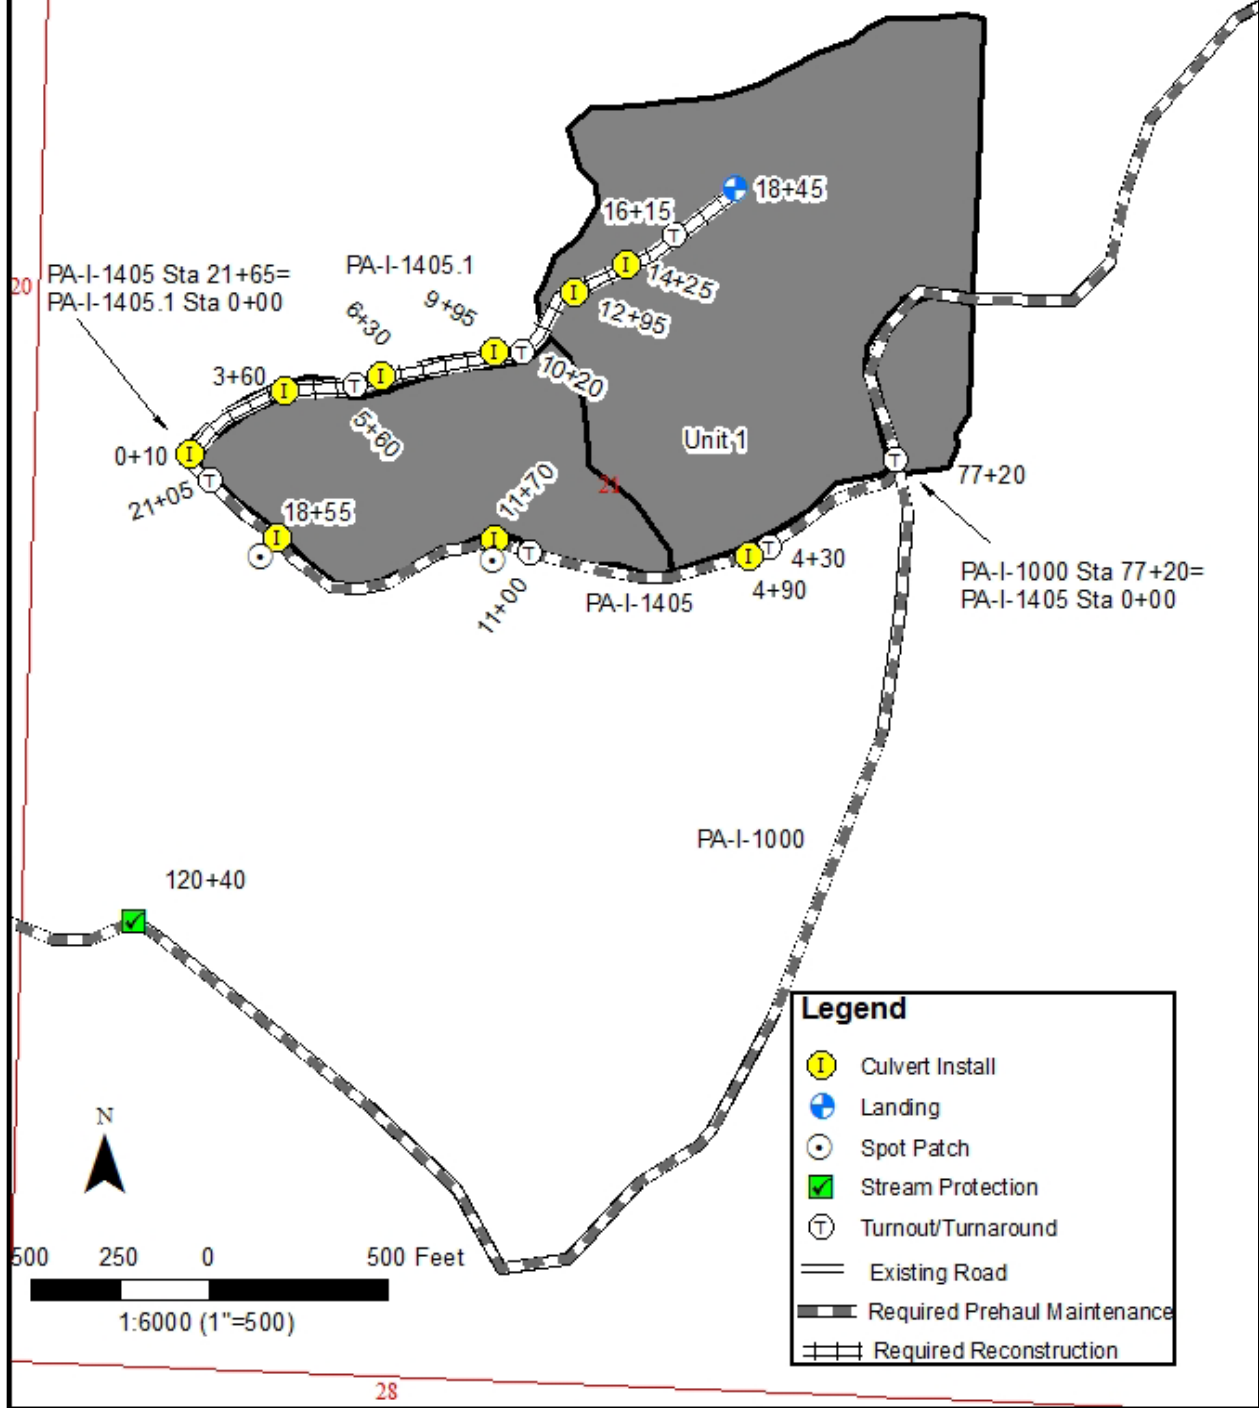 18+45
16+15
PA-I-1405 Sta 21+65=
PA-I-1405.1 Sta 0+00
PA-I-1405.1
20
14+25
9+95
6+30
12+95
3+60
10+20
5+60
Unit 1
0+10
21+05
18+55
11+70
21
77+20
4+30
4+90
PA-I-1000 Sta 77+20=
PA-I-1405 Sta 0+00
11+00
PA-I-1405
PA-I-1000
120+40
Legend
I Culvert Install
Landing
Spot Patch
Stream Protection
T Turnout/Turnaround
Existing Road
Required Prehaul Maintenance
Required Reconstruction
N
500 250 0 500 Feet
1:6000 (1"=500)
28